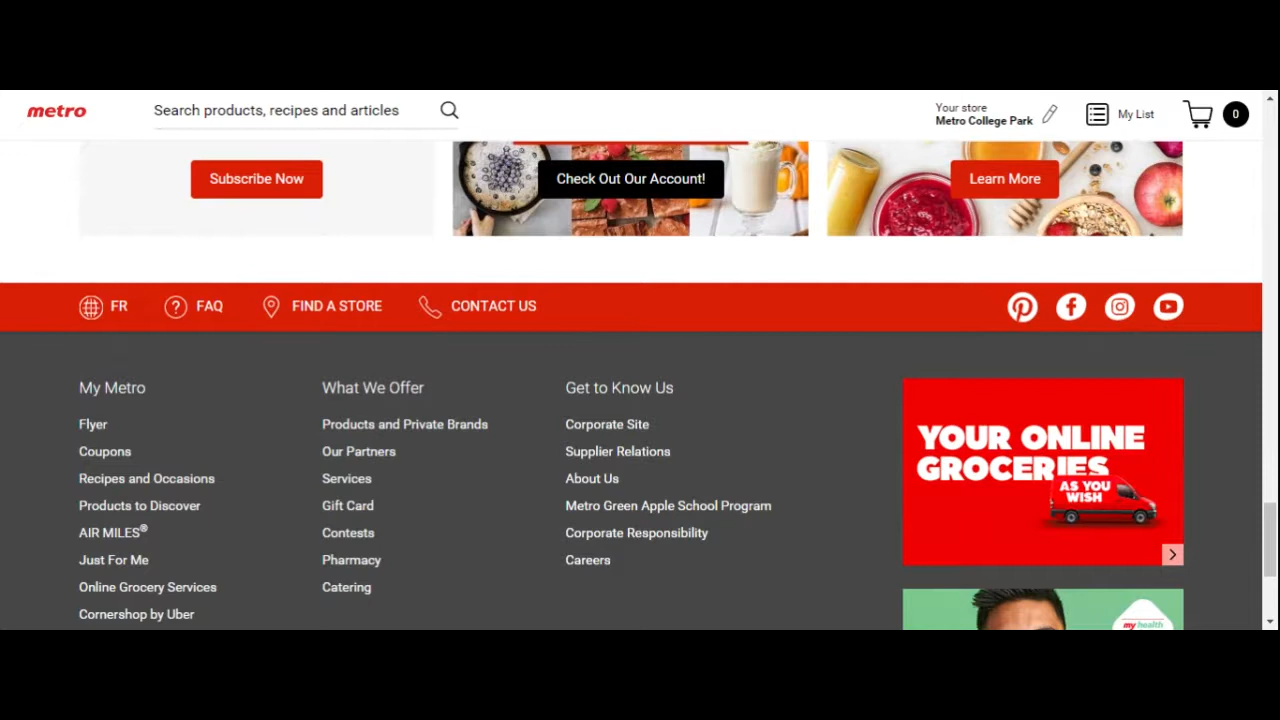 metro
Search products, recipes and articles
Your store
Metro College Park
My List
0
Subscribe Now
Check Out Our Account!
Learn More
FR
FAQ
FIND A STORE
CONTACT US
My Metro
Flyer
Coupons
Recipes and Occasions
Products to Discover
AIR MILES®
Just For Me
Online Grocery Services
Cornershop by Uber
What We Offer
Products and Private Brands
Our Partners
Services
Gift Card
Contests
Pharmacy
Catering
Get to Know Us
Corporate Site
Supplier Relations
About Us
Metro Green Apple School Program
Corporate Responsibility
Careers
YOUR ONLINE
GROCERIES
AS YOU
WISH
my health